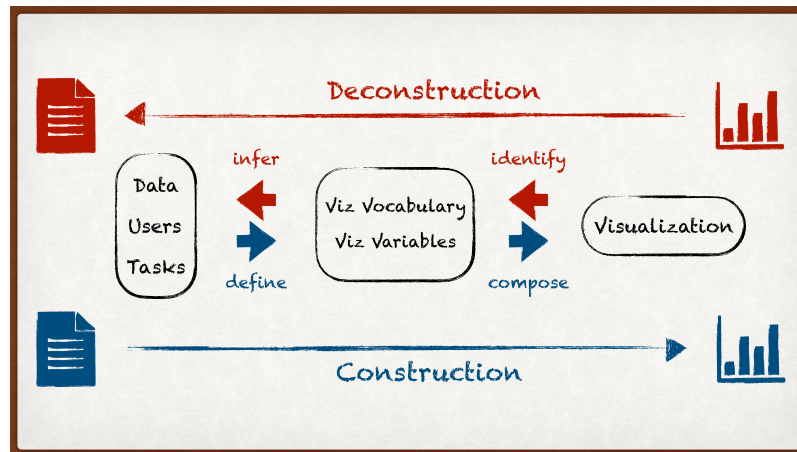 Deconstruction
infer
identify
Data
Users
Tasks
Viz Vocabulary
Viz Variables
Visualization
define
compose
Construction